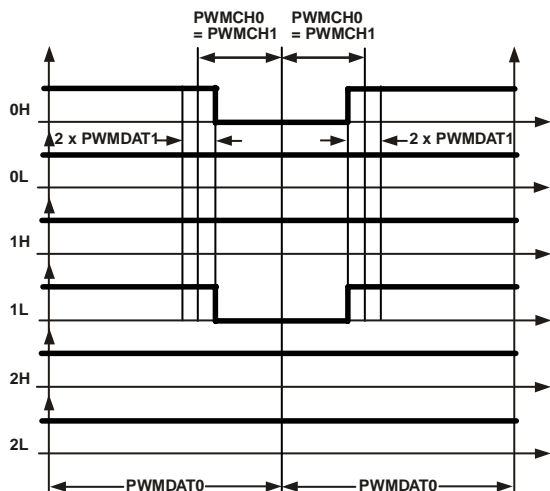 PWMCH0 PWMCH0
= PWMCH1 = PWMCH1
0H
2 x PWMDAT1 2 x PWMDAT1
0L
1H
1L
2H
2L
PWMDAT0 PWMDAT0